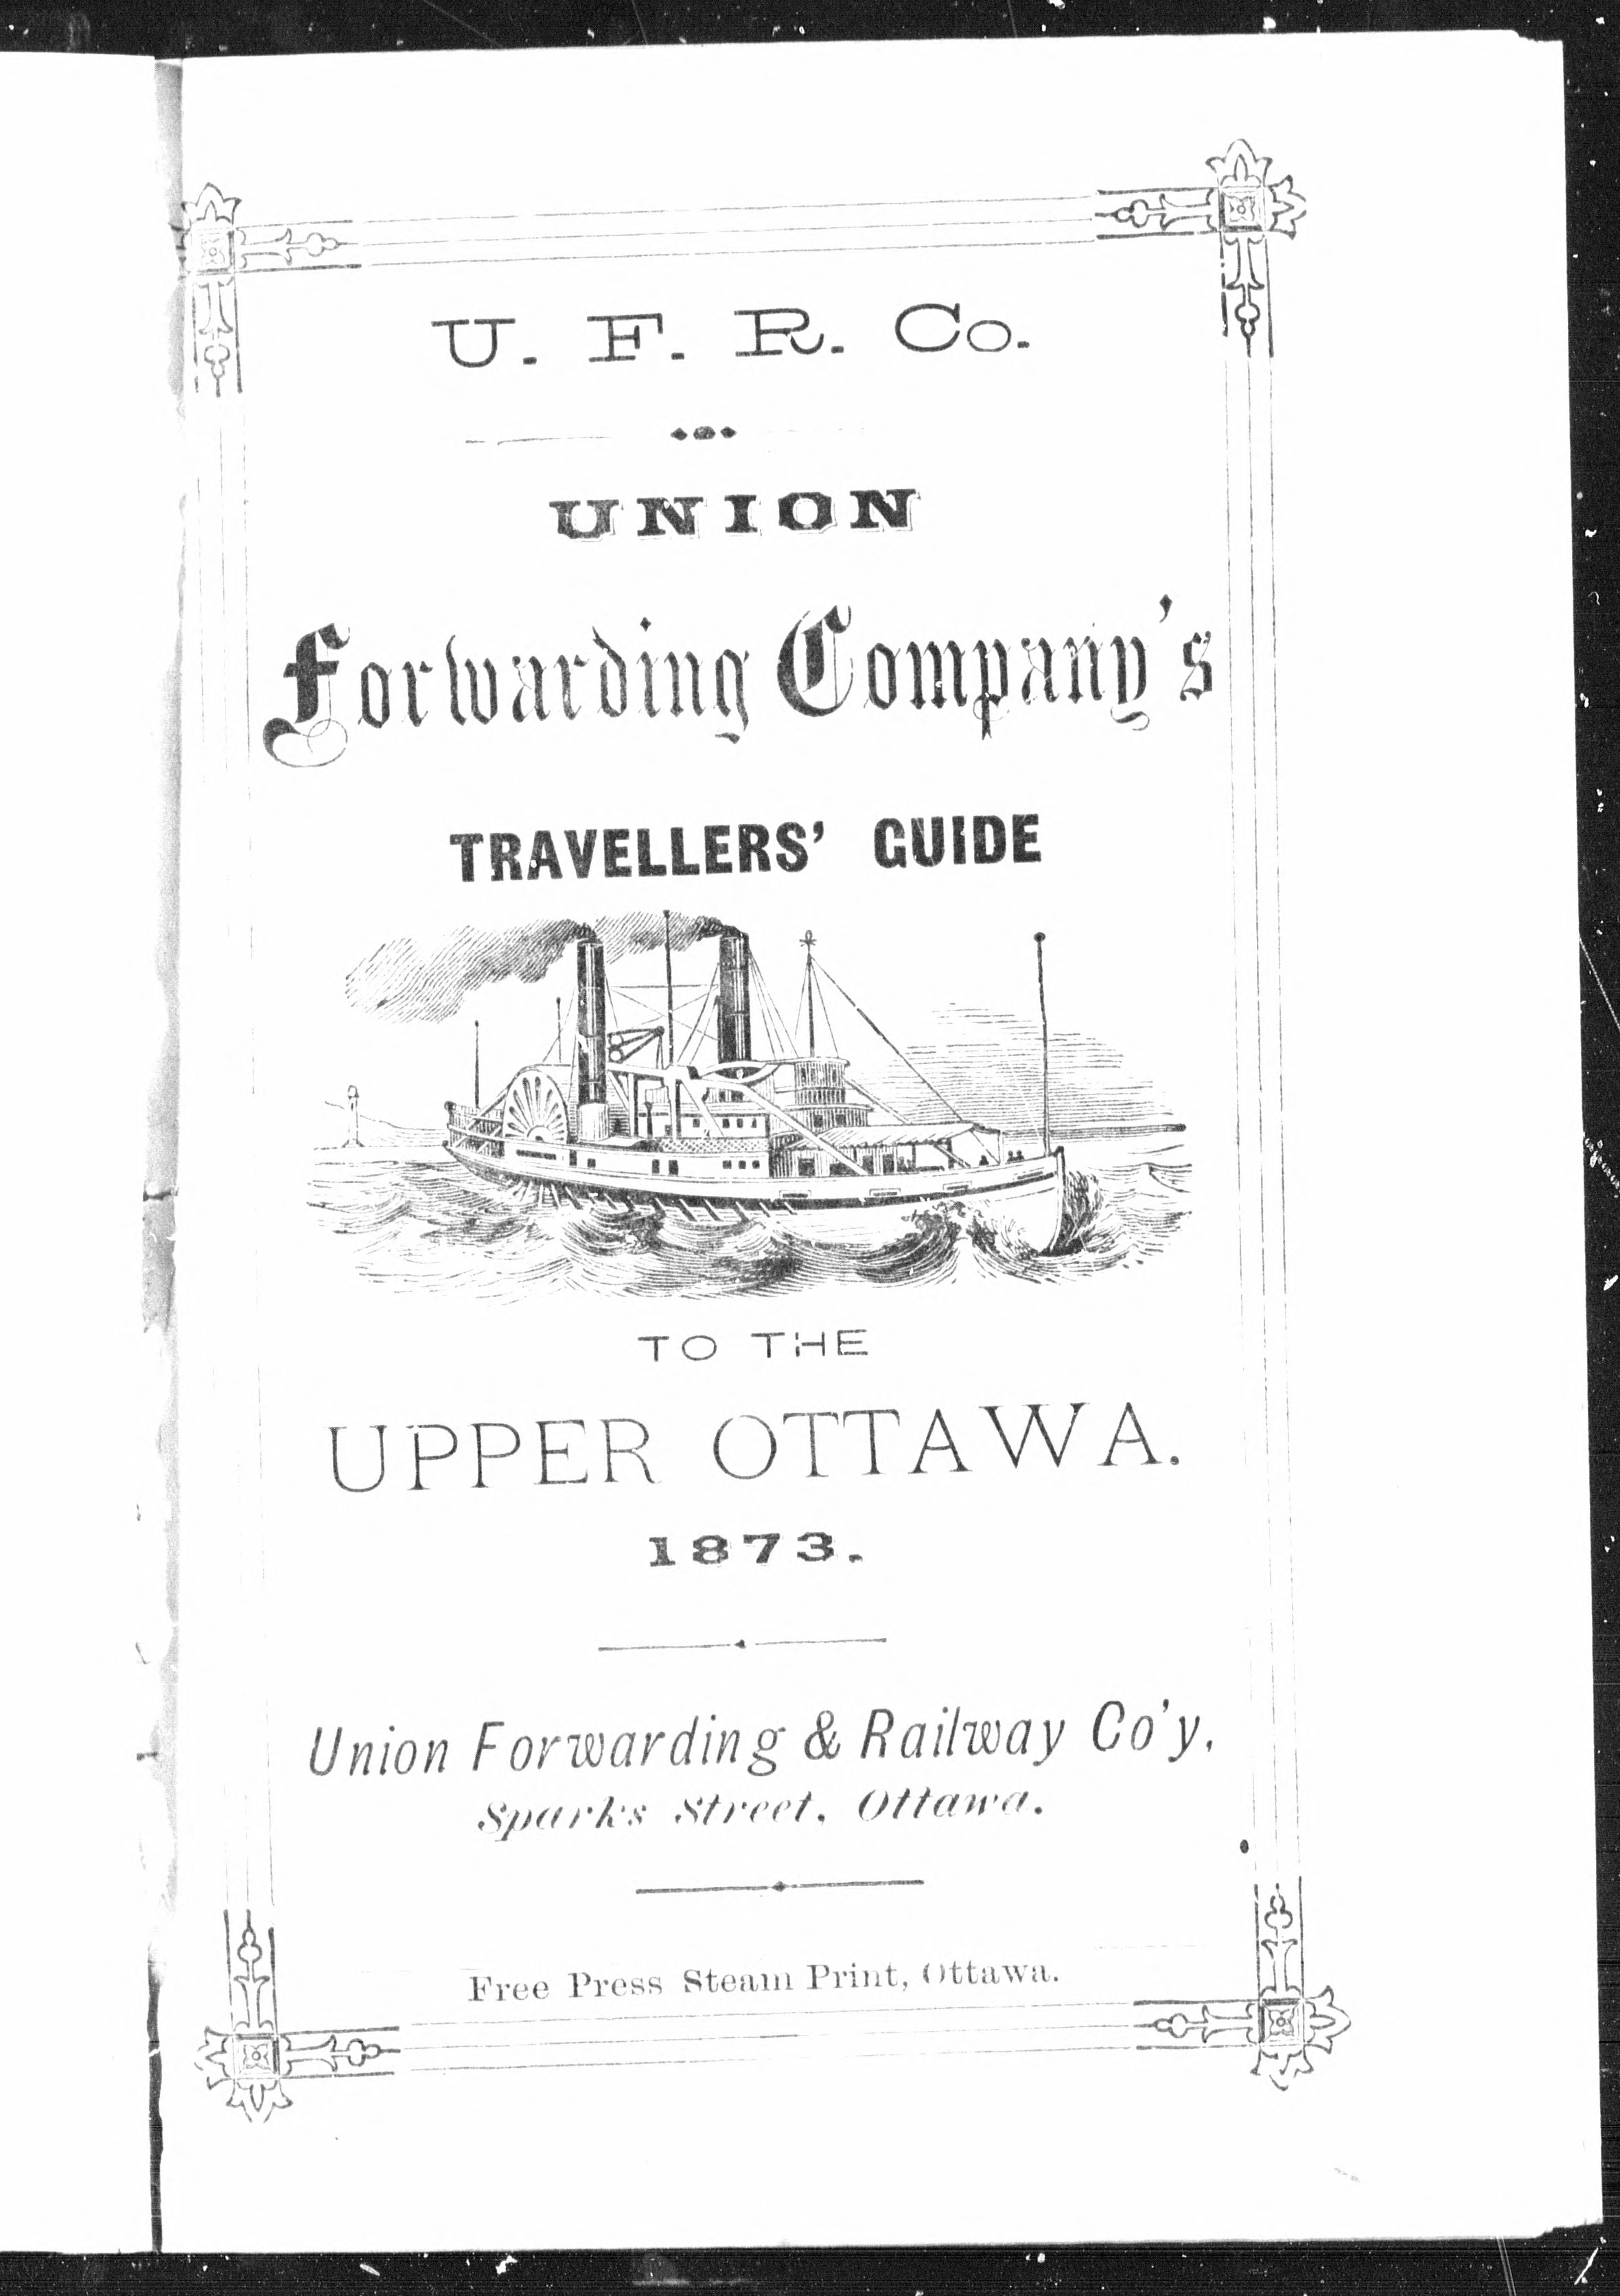 U. F. R. Co.
UNION
Forwarding Company's
TRAVELLERS' GUIDE
TO THE
UPPER OTTAWA.
1873.
Union Forwarding & Railway Co'y,
Sparks Street, Ottawa.
Free Press Steam Print, Ottawa.